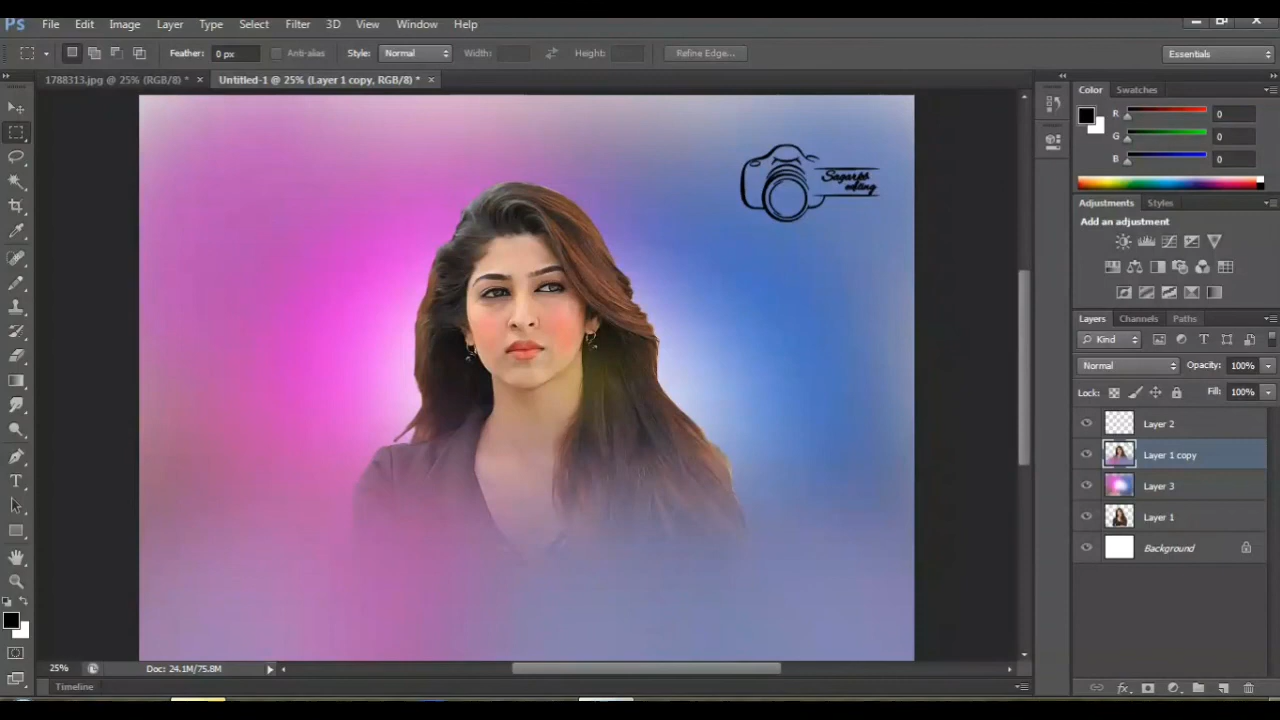 Ps File Edit Image Layer Type Select Filter 3D View Window Help
Feather: 0 px Anti-alias Style: Normal Width: Height: Refine Edge... Essentials
1788313.jpg @ 25% (RGB/8) * × Untitled-1 @ 25% (Layer 1 copy, RGB/8) * ×
Color Swatches
R 0
G 0
B 0
Adjustments Styles
Add an adjustment
Layers Channels Paths
Kind
Normal Opacity: 100%
Lock: Fill: 100%
Layer 2
Layer 1 copy
Layer 3
Layer 1
Background
editing
25% Doc: 24.1M/75.8M
Timeline